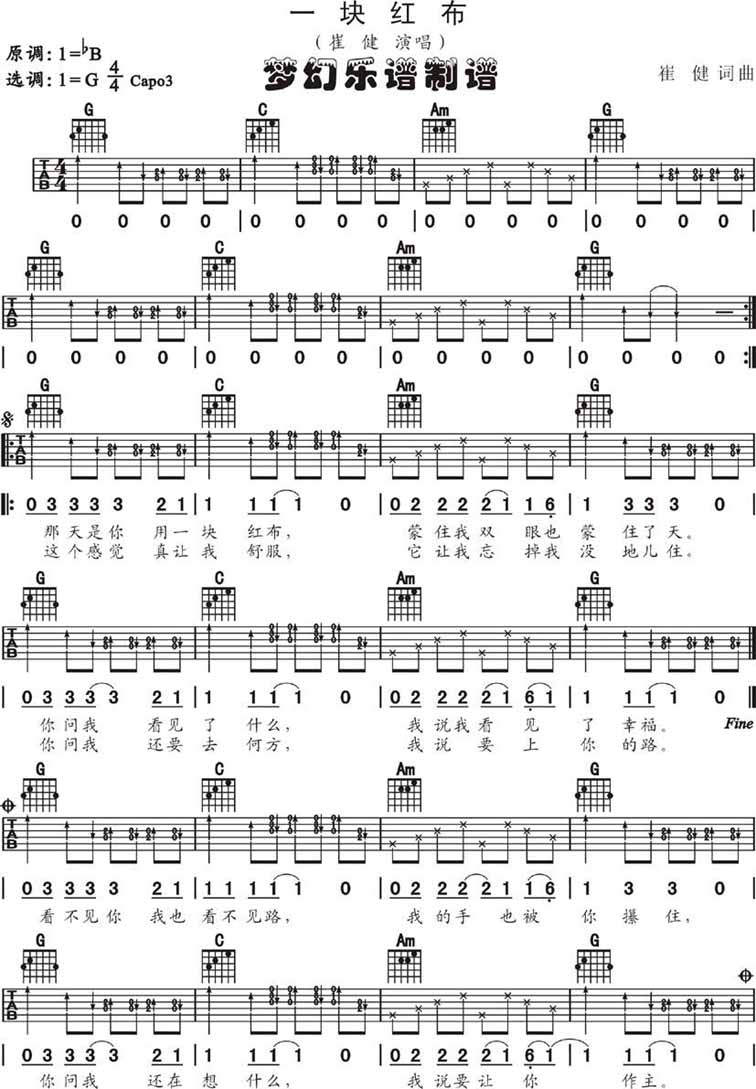 一 块 红 布
（崔 健 演唱）
原调：1=♭B
梦幻乐谱制谱
选调：1=G 4/4 Capo3
崔 健 词曲
G C Am G
T A B 4/4
0 0 0 0 | 0 0 0 0 | 0 0 0 0 | 0 0 0 0 |
G C Am G
T A B
| 0 0 0 0 | 0 0 0 0 | 0 0 0 0 | 0 0 0 0 :|
G C Am G
T A B
|: 0 3 3 3 3 2 1 | 1 1 1 1 0 | 0 2 2 2 2 1 1 6 | 1 3 3 3 0 |
那 天 是 你 用 一 块 红 布， 蒙 住 我 双 眼 也 蒙 住 了 天。
这 个 感 觉 真 让 我 舒 服， 它 让 我 忘 掉 我 没 地 儿 住。
G C Am G
T A B
| 0 3 3 3 3 2 1 | 1 1 1 1 0 | 0 2 2 2 2 1 6 1 | 1 1 1 1 0 |
你 问 我 看 见 了 什 么， 我 说 我 看 见 了 幸 福。 Fine
你 问 我 还 要 去 何 方， 我 说 要 上 你 的 路。
G C Am G
T A B
| 0 3 3 3 3 2 1 | 1 1 1 1 1 0 | 0 2 2 2 2 1 1 6 | 1 3 3 0 |
看 不 见 你 我 也 看 不 见 路， 我 的 手 也 被 你 攥 住，
G C Am G
T A B
| 0 3 3 3 3 2 1 | 1 1 1 1 0 | 0 2 2 2 2 1 6 1 | 1 1 1 1 0 |
你 问 我 还 在 想 什 么， 我 说 要 让 你 作 主。